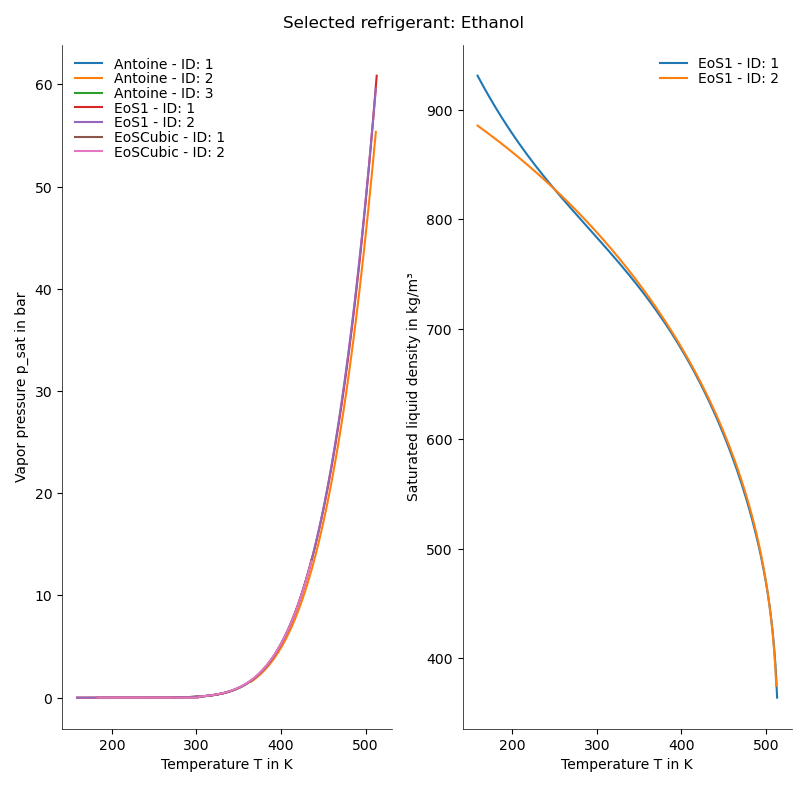 Selected refrigerant: Ethanol
Antoine - ID: 1
Antoine - ID: 2
Antoine - ID: 3
EoS1 - ID: 1
EoS1 - ID: 2
EoSCubic - ID: 1
EoSCubic - ID: 2
60
50
40
30
20
10
0
Vapor pressure p_sat in bar
200 300 400 500
Temperature T in K
EoS1 - ID: 1
EoS1 - ID: 2
900
800
700
600
500
400
Saturated liquid density in kg/m³
200 300 400 500
Temperature T in K